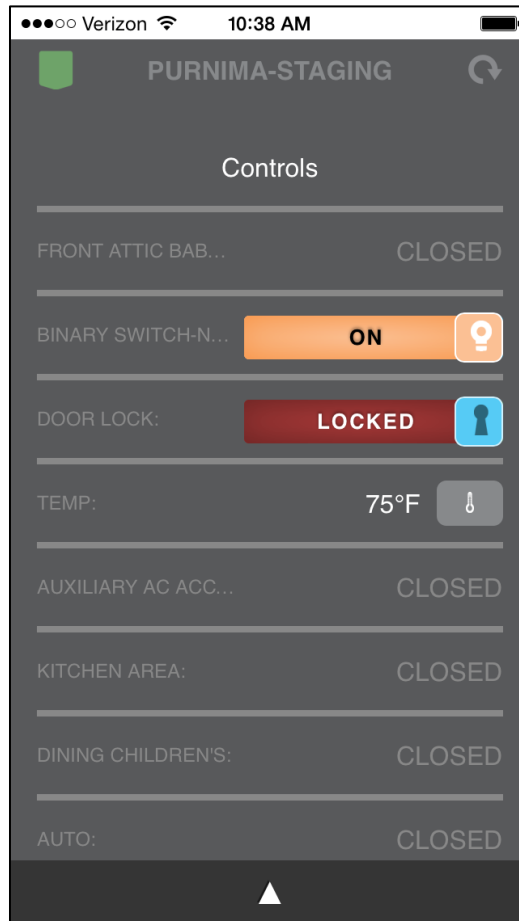 Verizon 10:38 AM
PURNIMA-STAGING
Controls
FRONT ATTIC BAB... CLOSED
BINARY SWITCH-N... ON
DOOR LOCK: LOCKED
TEMP: 75°F
AUXILIARY AC ACC... CLOSED
KITCHEN AREA: CLOSED
DINING CHILDREN'S: CLOSED
AUTO: CLOSED